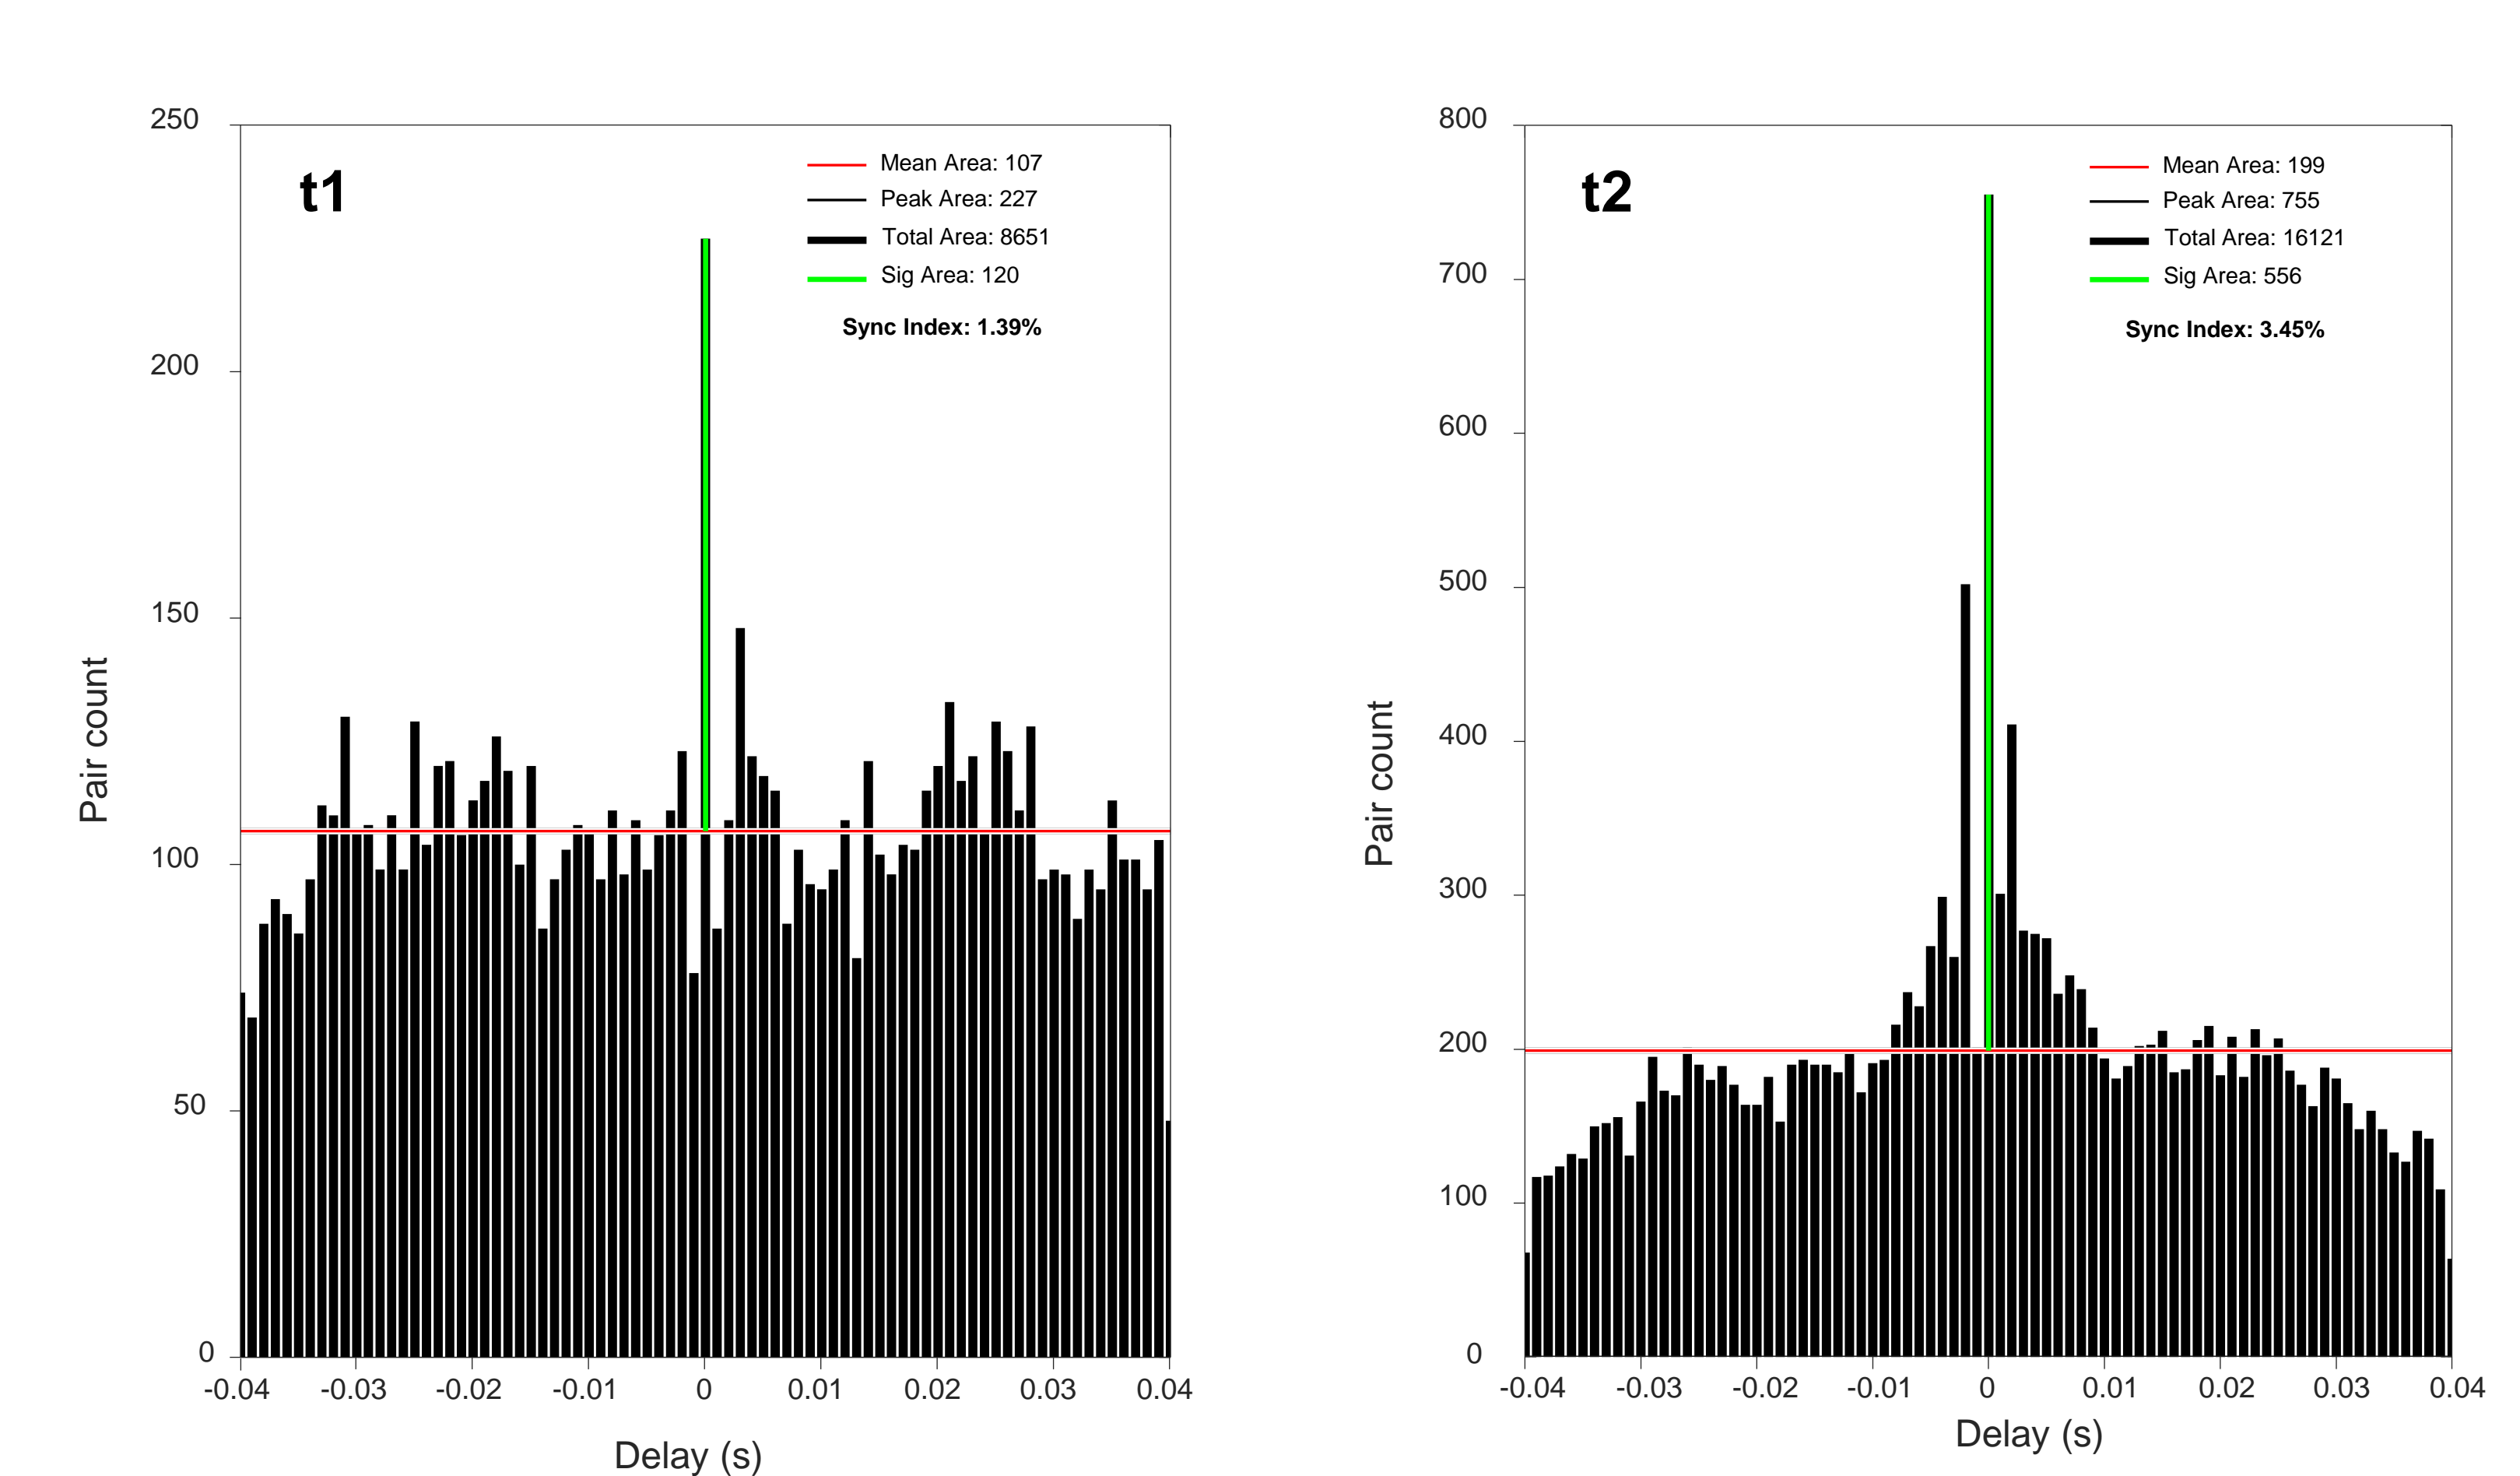 t1
Mean Area: 107
Peak Area: 227
Total Area: 8651
Sig Area: 120
Sync Index: 1.39%
250
200
150
100
50
0
Pair count
-0.04 -0.03 -0.02 -0.01 0 0.01 0.02 0.03 0.04
Delay (s)
t2
Mean Area: 199
Peak Area: 755
Total Area: 16121
Sig Area: 556
Sync Index: 3.45%
800
700
600
500
400
300
200
100
0
Pair count
-0.04 -0.03 -0.02 -0.01 0 0.01 0.02 0.03 0.04
Delay (s)